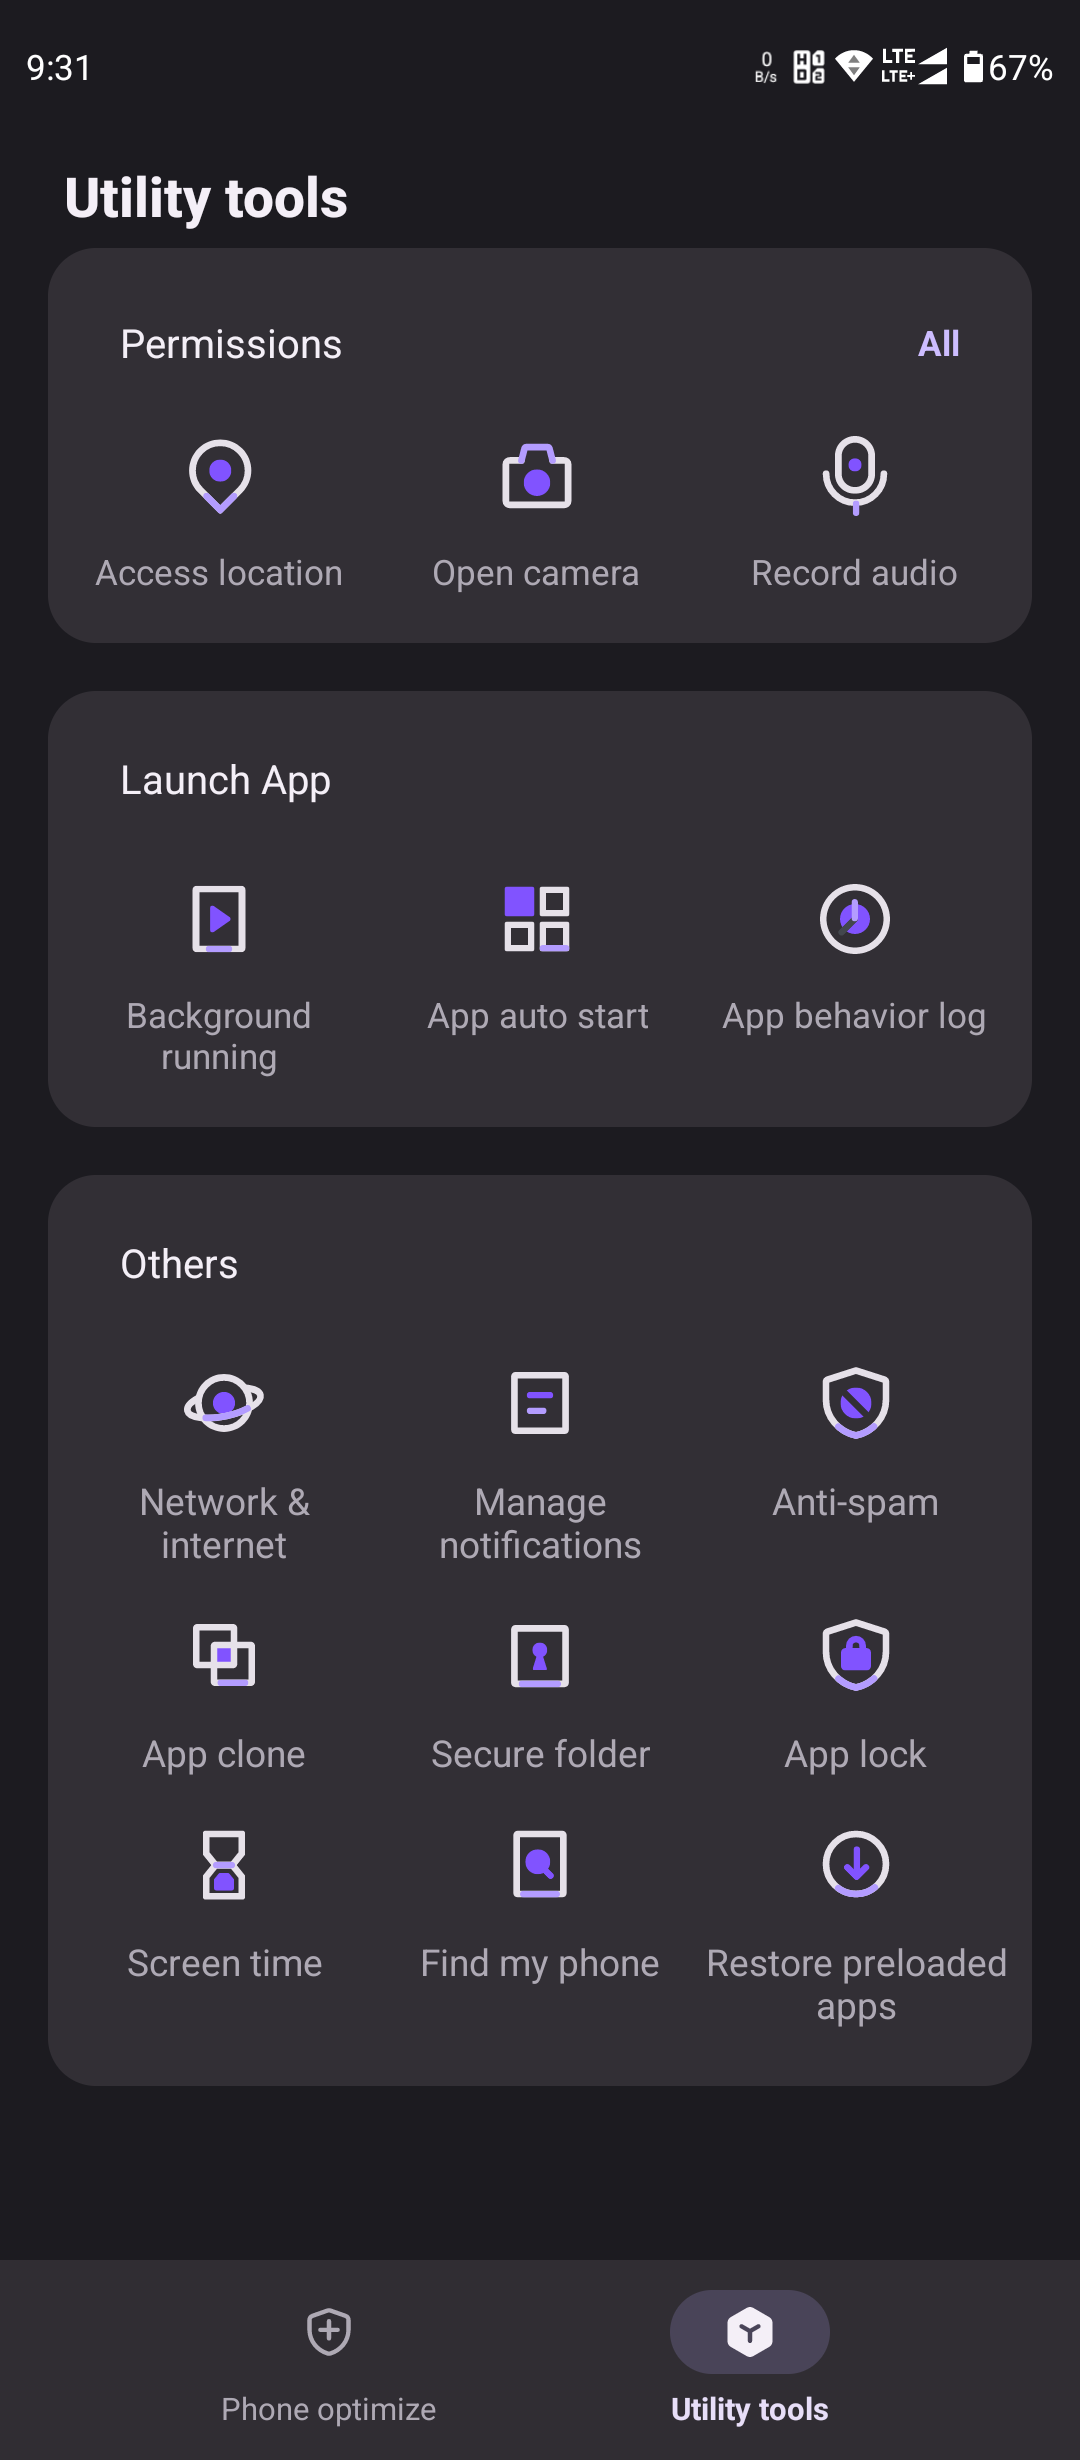 9:31
0
B/s
LTE
LTE+
67%
Utility tools
Permissions
All
Access location
Open camera
Record audio
Launch App
Background
running
App auto start
App behavior log
Others
Network &
internet
Manage
notifications
Anti-spam
App clone
Secure folder
App lock
Screen time
Find my phone
Restore preloaded
apps
Phone optimize
Utility tools